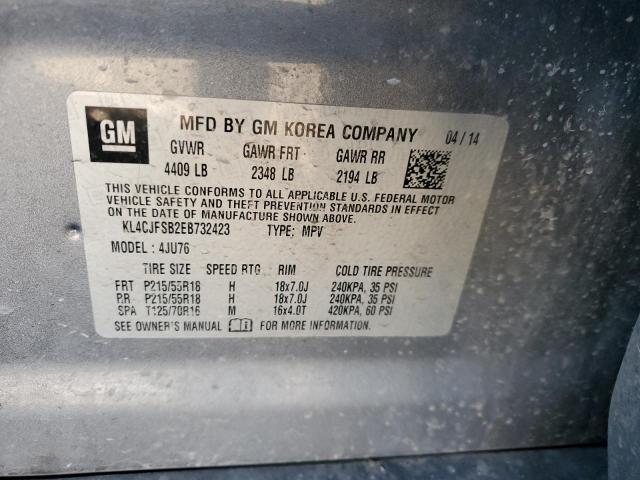 GM
MFD BY GM KOREA COMPANY 04 / 14
GVWR GAWR FRT GAWR RR
4409 LB 2348 LB 2194 LB
THIS VEHICLE CONFORMS TO ALL APPLICABLE U.S. FEDERAL MOTOR
VEHICLE SAFETY AND THEFT PREVENTION STANDARDS IN EFFECT
ON THE DATE OF MANUFACTURE SHOWN ABOVE.
KL4CJFSB2EB732423 TYPE: MPV
MODEL : 4JU76
TIRE SIZE SPEED RTG RIM COLD TIRE PRESSURE
FRT P215/55R18 H 18x7.0J 240KPA, 35 PSI
RR P215/55R18 H 18x7.0J 240KPA, 35 PSI
SPA T125/70R16 M 16x4.0T 420KPA, 60 PSI
SEE OWNER'S MANUAL FOR MORE INFORMATION.